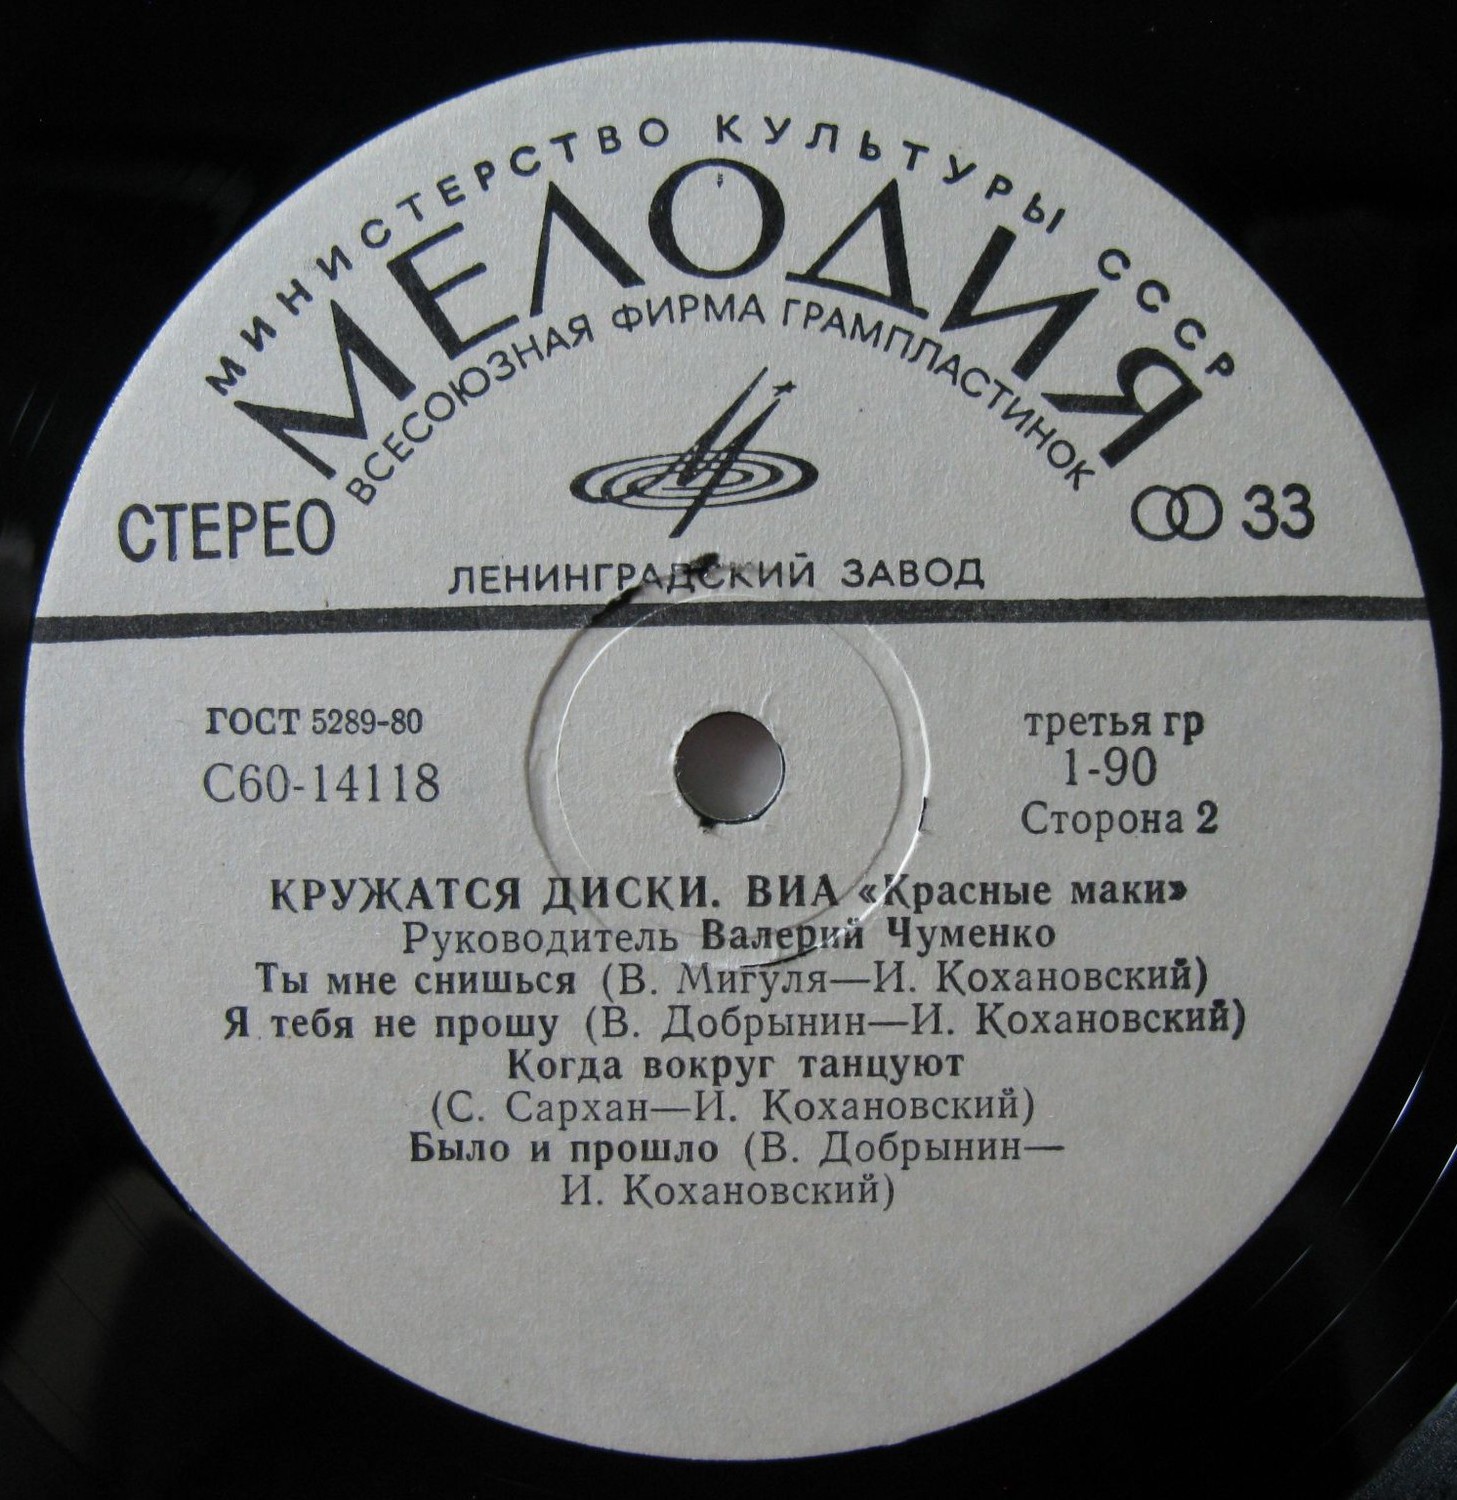 МИНИСТЕРСТВО КУЛЬТУРЫ СССР
МЕЛОДИЯ
ВСЕСОЮЗНАЯ ФИРМА ГРАМПЛАСТИНОК
СТЕРЕО
33
ЛЕНИНГРАДСКИЙ ЗАВОД
ГОСТ 5289-80
С60-14118
третья гр
1-90
Сторона 2
КРУЖАТСЯ ДИСКИ. ВИА «Красные маки»
Руководитель Валерий Чуменко
Ты мне снишься (В. Мигуля—И. Кохановский)
Я тебя не прошу (В. Добрынин—И. Кохановский)
Когда вокруг танцуют
(С. Сархан—И. Кохановский)
Было и прошло (В. Добрынин—
И. Кохановский)